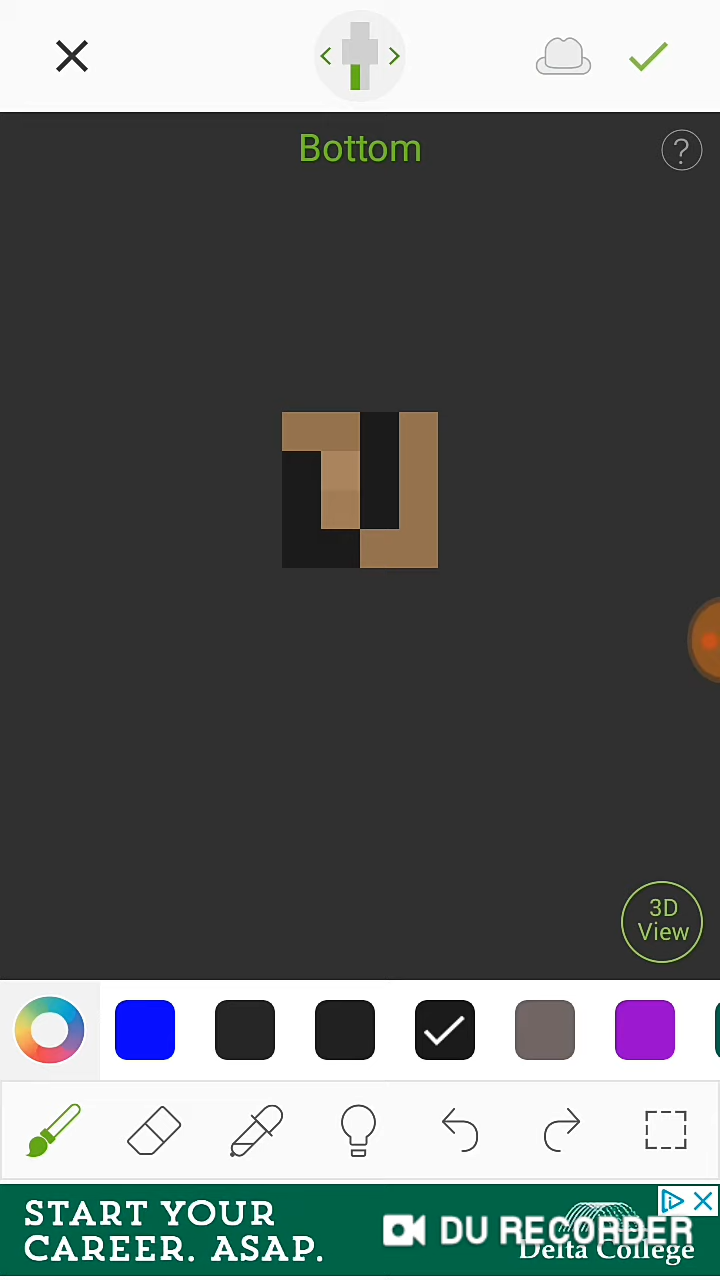 Bottom
?
3D
View
START YOUR
CAREER. ASAP.
DU RECORDER
Delta College